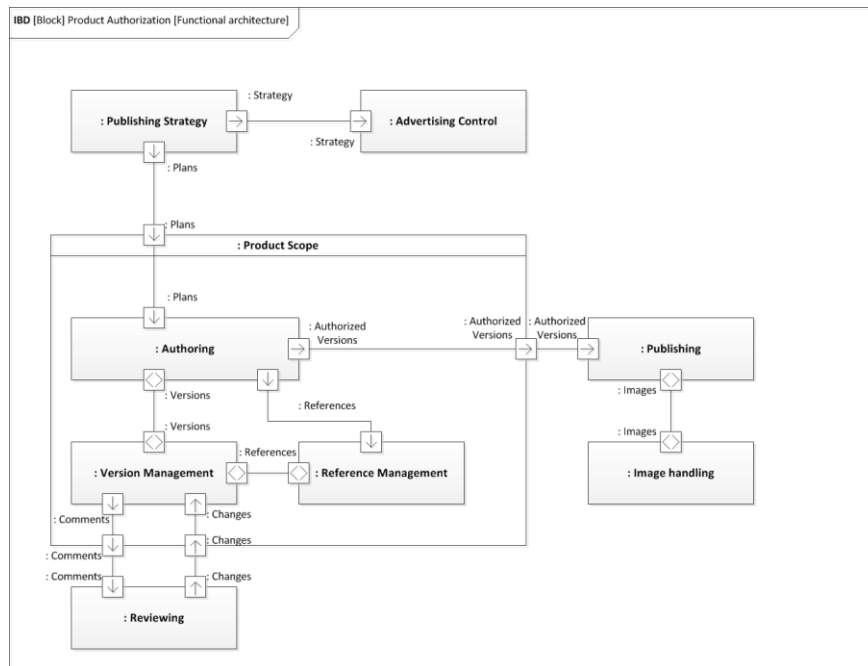 IBD [Block] Product Authorization [Functional architecture]
: Strategy
: Publishing Strategy
: Advertising Control
: Strategy
: Plans
: Plans
: Product Scope
: Plans
: Authorized
Versions
: Authorized
Versions
: Authorized
Versions
: Authoring
: Publishing
: Versions
: Images
: References
: Versions
: Images
: References
: Version Management
: Reference Management
: Image handling
: Comments
: Changes
: Changes
: Comments
: Comments
: Changes
: Reviewing